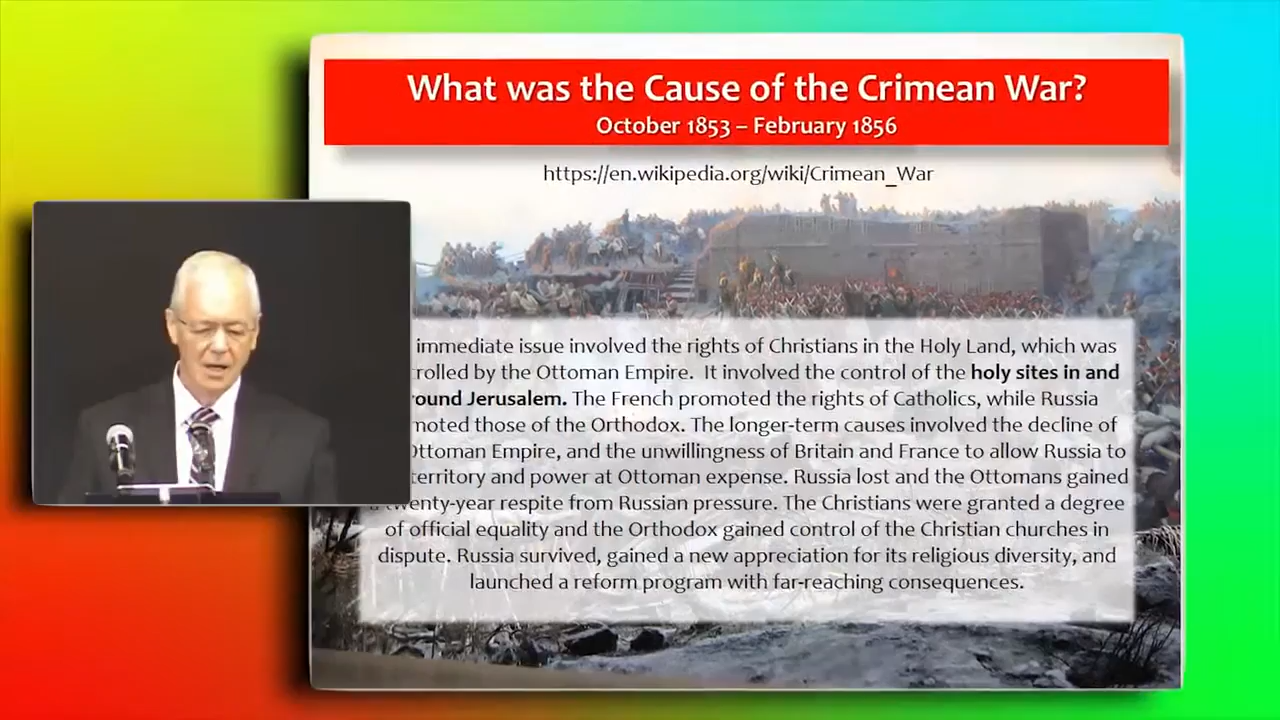 What was the Cause of the Crimean War?
October 1853 – February 1856
https://en.wikipedia.org/wiki/Crimean_War
immediate issue involved the rights of Christians in the Holy Land, which was
rolled by the Ottoman Empire. It involved the control of the holy sites in and
ound Jerusalem. The French promoted the rights of Catholics, while Russia
moted those of the Orthodox. The longer-term causes involved the decline of
Ottoman Empire, and the unwillingness of Britain and France to allow Russia to
territory and power at Ottoman expense. Russia lost and the Ottomans gained
twenty-year respite from Russian pressure. The Christians were granted a degree
of official equality and the Orthodox gained control of the Christian churches in
dispute. Russia survived, gained a new appreciation for its religious diversity, and
launched a reform program with far-reaching consequences.